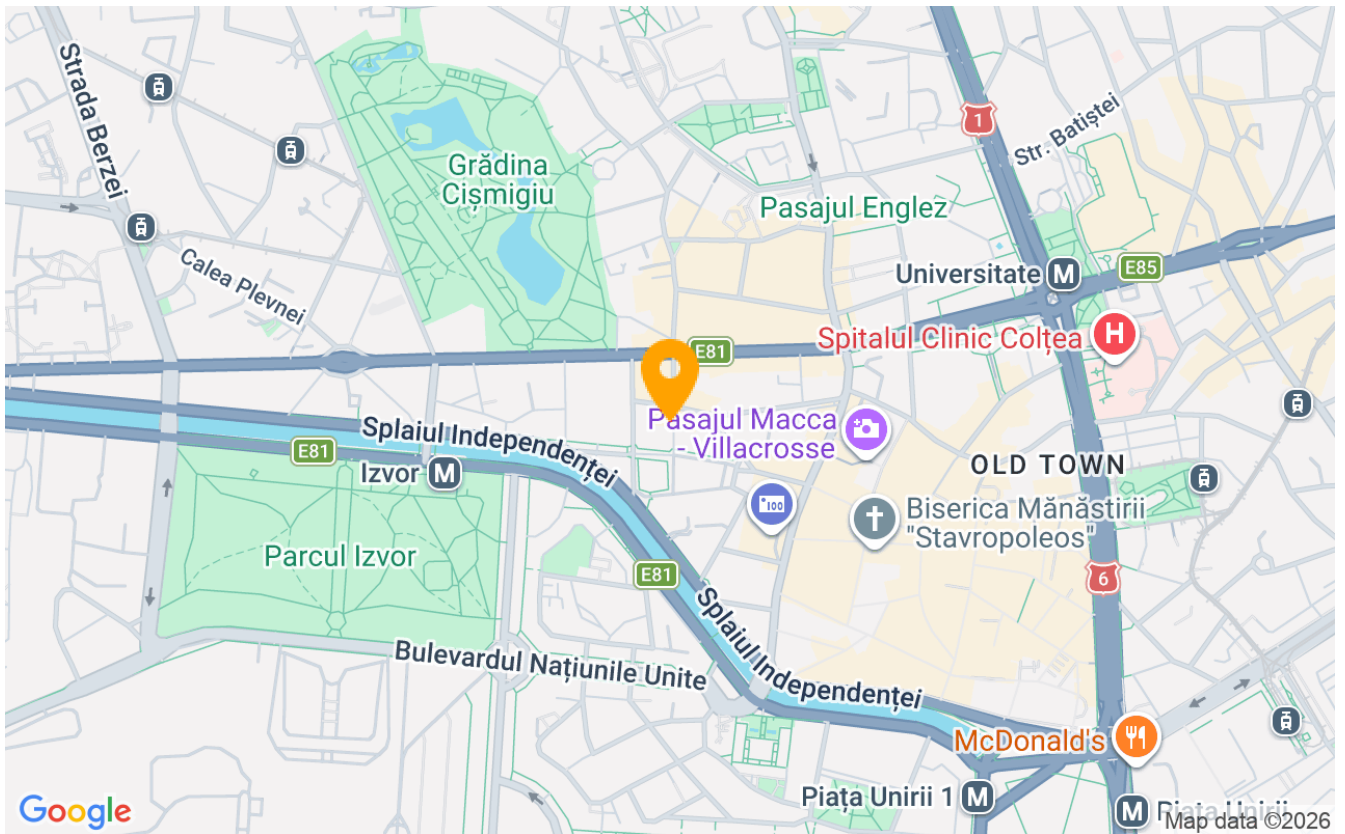 Strada Berzei
Grădina
Cișmigiu
1
Str. Batiștei
Pasajul Englez
Calea Plevnei
Universitate M
E85
E81
Spitalul Clinic Colțea H
Pasajul Macca
- Villacrosse
Splaiul Independenței
E81
Izvor M
OLD TOWN
100
Biserica Mănăstirii
"Stavropoleos"
Parcul Izvor
E81
6
Splaiul Independenței
Bulevardul Națiunile Unite
McDonald's
Piața Unirii 1 M
M Piața Unirii
Google
Map data ©2026